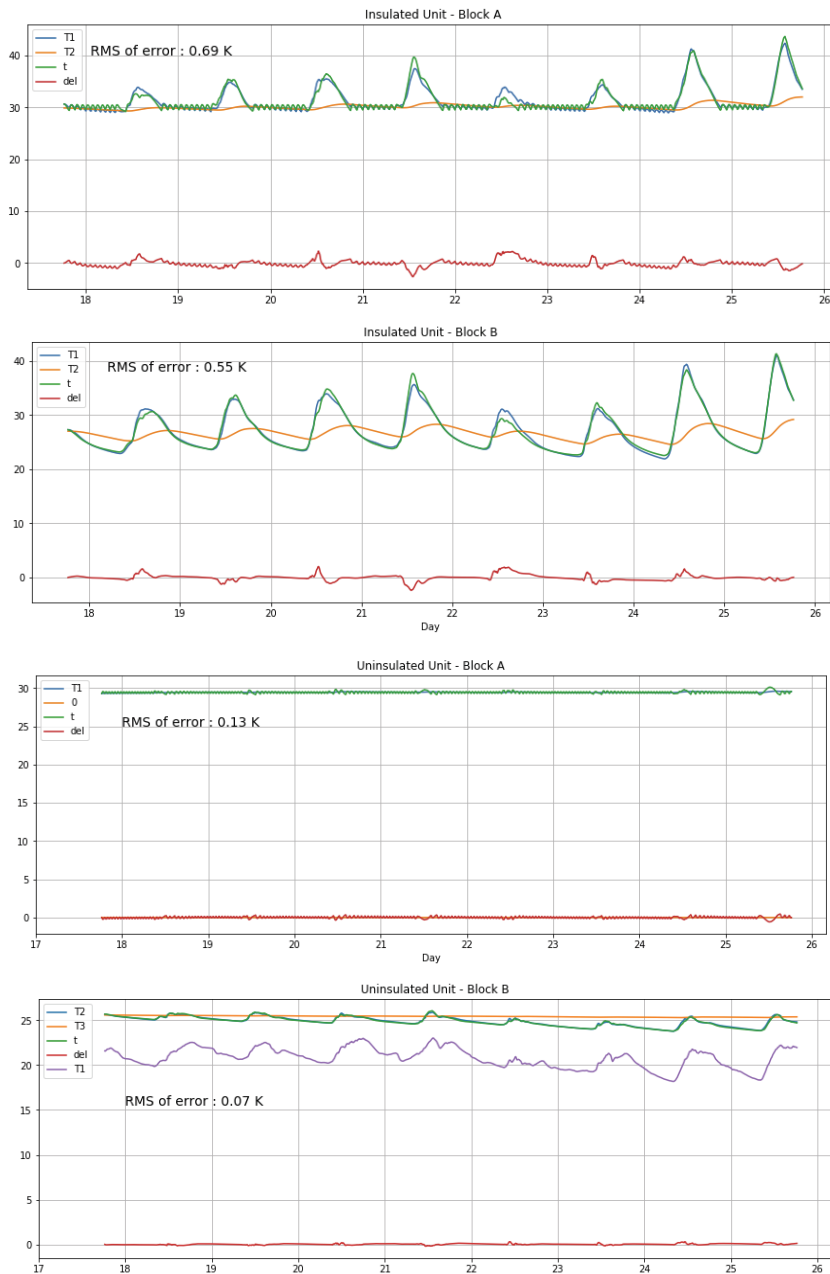 Insulated Unit - Block A
T1
T2
t
del
RMS of error : 0.69 K
40
30
20
10
0
18 19 20 21 22 23 24 25 26
Insulated Unit - Block B
T1
T2
t
del
RMS of error : 0.55 K
40
30
20
10
0
18 19 20 21 22 23 24 25 26
Day
Uninsulated Unit - Block A
T1
0
t
del
RMS of error : 0.13 K
30
25
20
15
10
5
0
17 18 19 20 21 22 23 24 25 26
Day
Uninsulated Unit - Block B
T2
T3
t
del
T1
RMS of error : 0.07 K
25
20
15
10
5
0
17 18 19 20 21 22 23 24 25 26